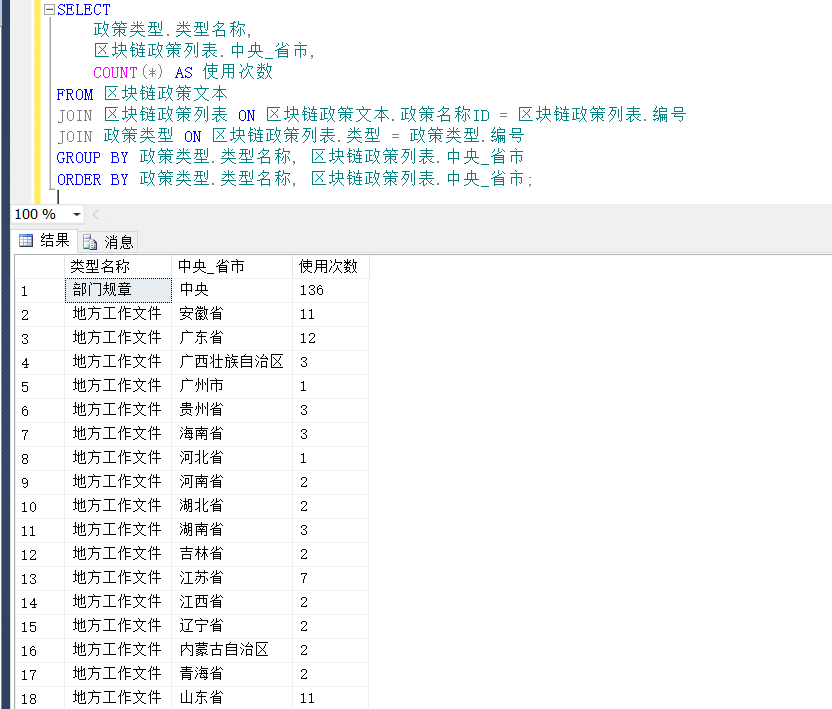 SELECT
政策类型.类型名称,
区块链政策列表.中央_省市,
COUNT(*) AS 使用次数
FROM 区块链政策文本
JOIN 区块链政策列表 ON 区块链政策文本.政策名称ID = 区块链政策列表.编号
JOIN 政策类型 ON 区块链政策列表.类型 = 政策类型.编号
GROUP BY 政策类型.类型名称, 区块链政策列表.中央_省市
ORDER BY 政策类型.类型名称, 区块链政策列表.中央_省市;
100 %
结果 消息
类型名称 中央_省市 使用次数
1 部门规章 中央 136
2 地方工作文件 安徽省 11
3 地方工作文件 广东省 12
4 地方工作文件 广西壮族自治区 3
5 地方工作文件 广州市 1
6 地方工作文件 贵州省 3
7 地方工作文件 海南省 3
8 地方工作文件 河北省 1
9 地方工作文件 河南省 2
10 地方工作文件 湖北省 2
11 地方工作文件 湖南省 3
12 地方工作文件 吉林省 2
13 地方工作文件 江苏省 7
14 地方工作文件 江西省 2
15 地方工作文件 辽宁省 2
16 地方工作文件 内蒙古自治区 2
17 地方工作文件 青海省 2
18 地方工作文件 山东省 11